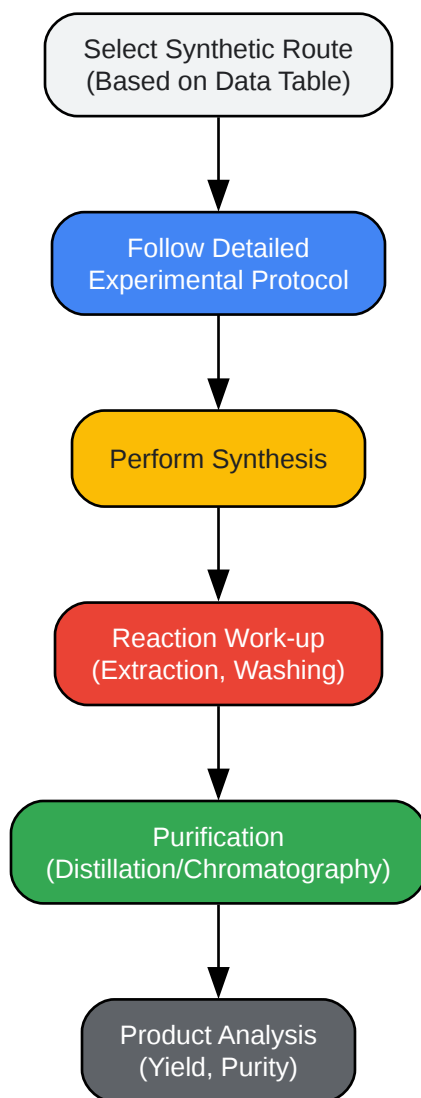 Select Synthetic Route
(Based on Data Table)
Follow Detailed
Experimental Protocol
Perform Synthesis
Reaction Work-up
(Extraction, Washing)
Purification
(Distillation/Chromatography)
Product Analysis
(Yield, Purity)